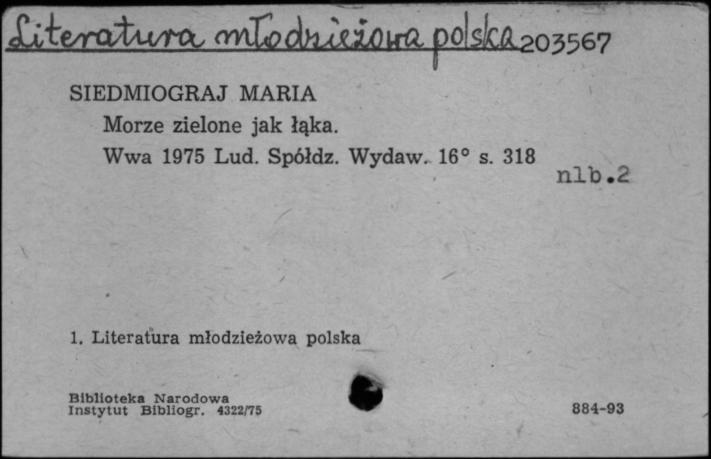 Literatura młodzieżowa polska 203567
SIEDMIOGRAJ MARIA
Morze zielone jak łąka.
Wwa 1975 Lud. Spółdz. Wydaw. 16° s. 318
nlb.2
1. Literatura młodzieżowa polska
Biblioteka Narodowa
Instytut Bibliogr. 4322/75
884-93